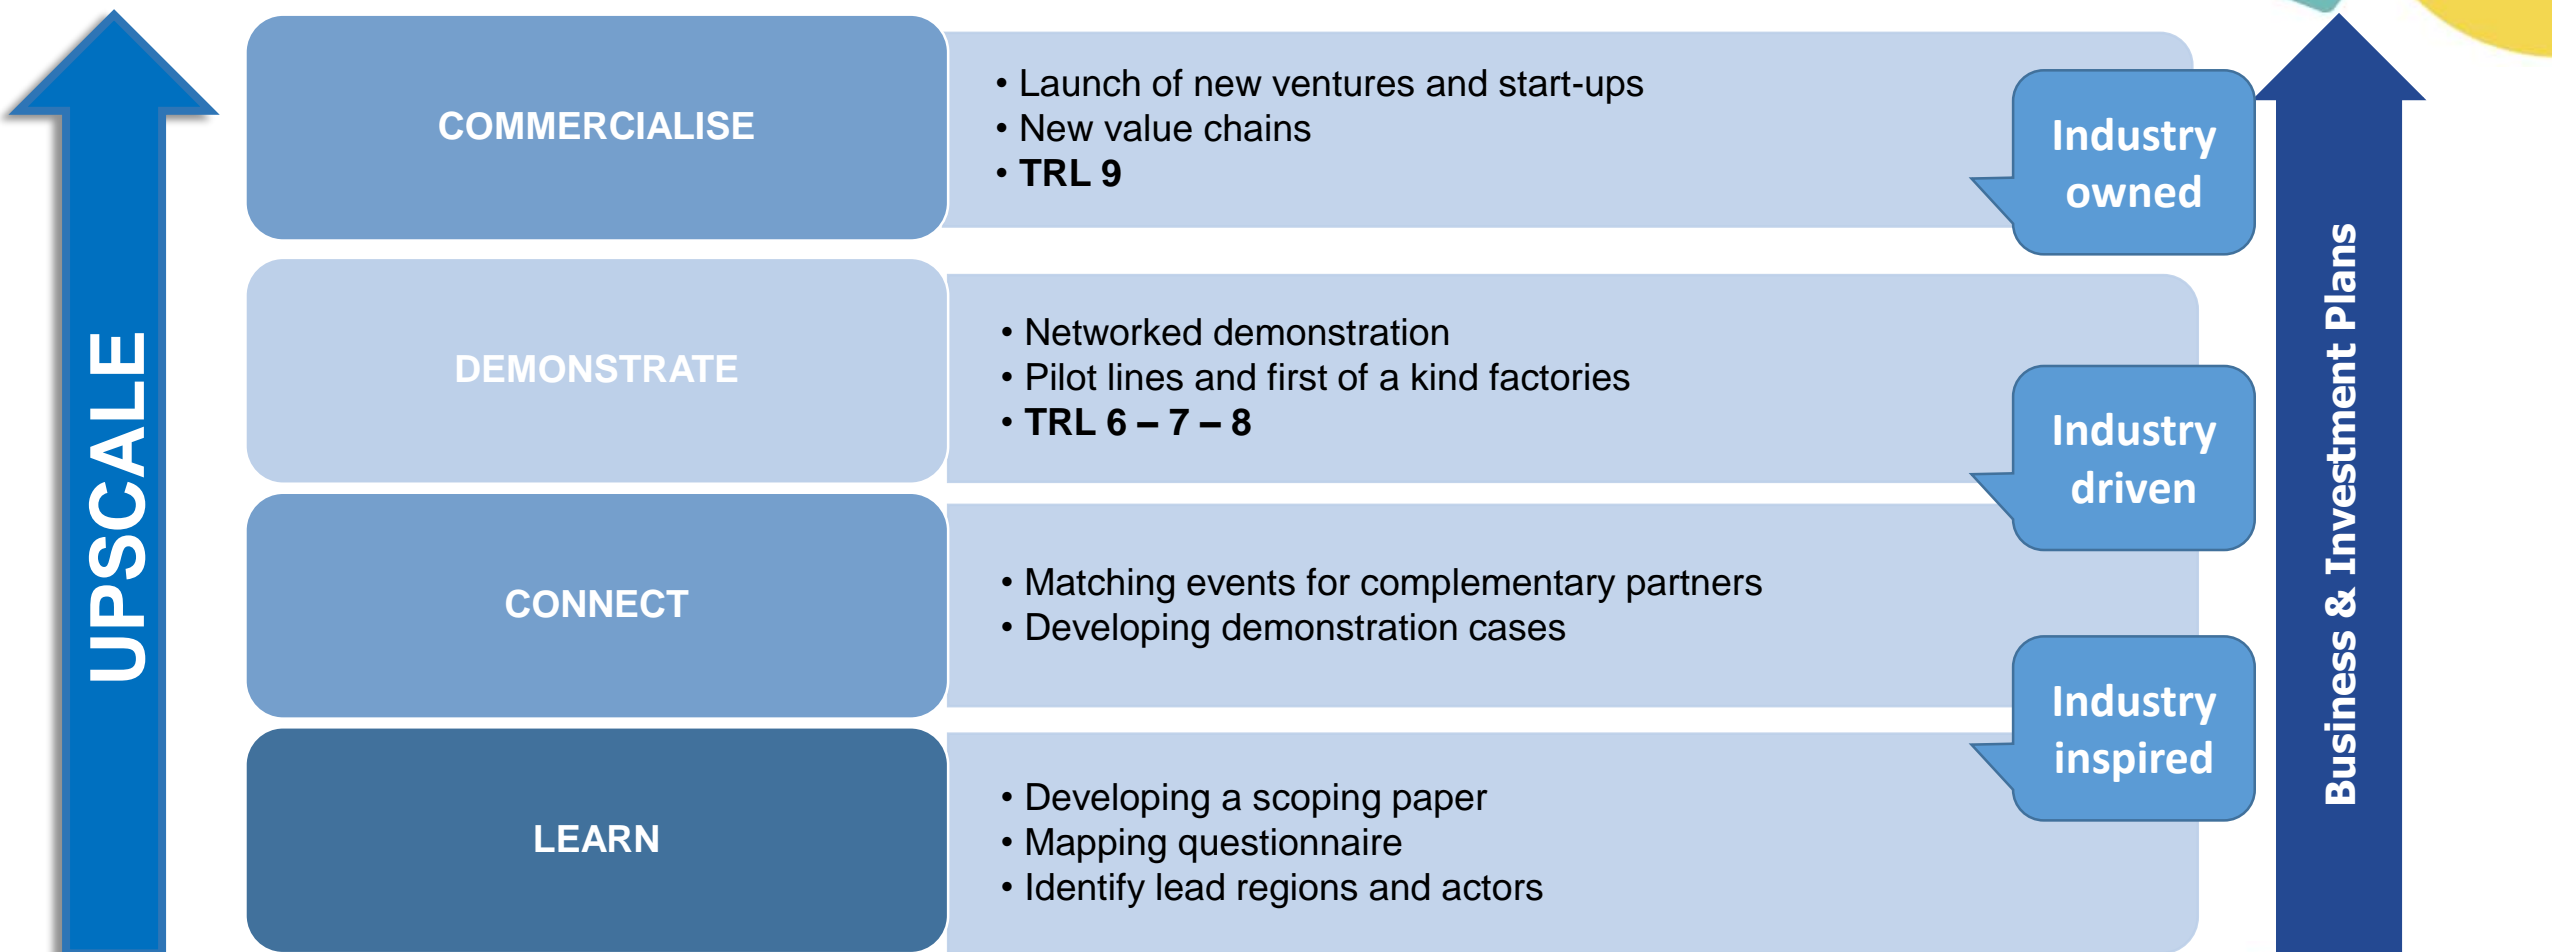 UPSCALE
COMMERCIALISE
• Launch of new ventures and start-ups
• New value chains
• TRL 9
Industry
owned
DEMONSTRATE
• Networked demonstration
• Pilot lines and first of a kind factories
• TRL 6 – 7 – 8
Industry
driven
CONNECT
• Matching events for complementary partners
• Developing demonstration cases
Industry
inspired
LEARN
• Developing a scoping paper
• Mapping questionnaire
• Identify lead regions and actors
Business & Investment Plans